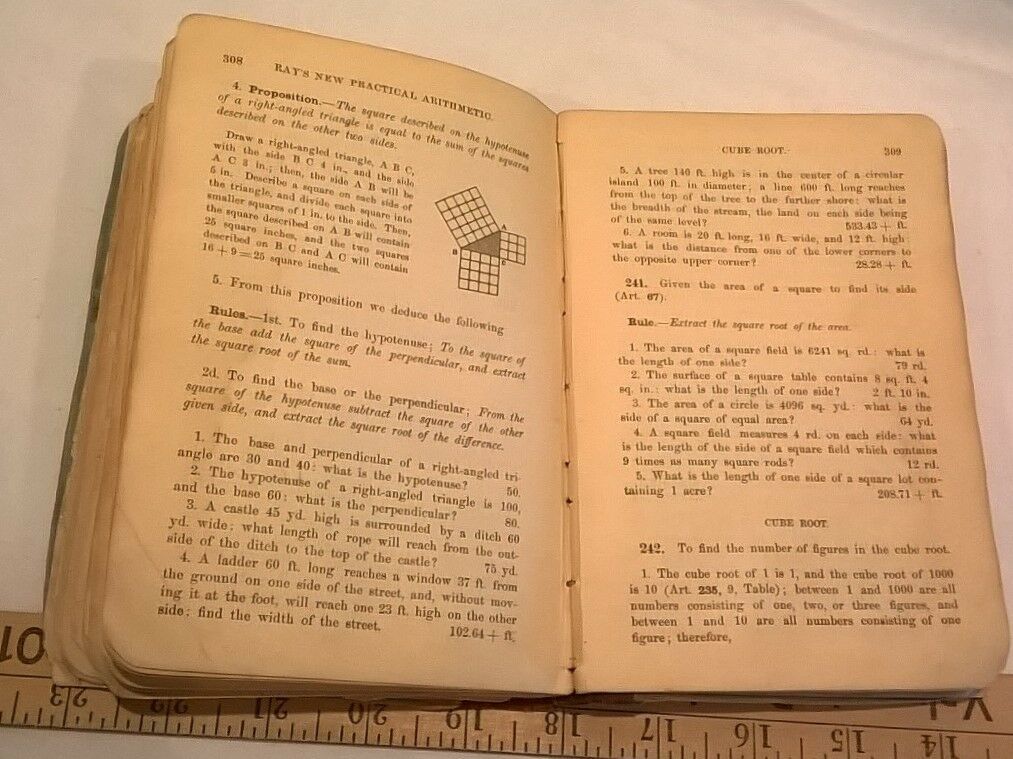 308
RAY'S NEW PRACTICAL ARITHMETIC.
4. Proposition.—The square described on the hypotenuse
of a right-angled triangle is equal to the sum of the squares
described on the other two sides.
Draw a right-angled triangle, A B C,
with the side B C 4 in., and the side
A C 3 in.; then, the side A B will be
5 in. Describe a square on each side of
the triangle, and divide each square into
smaller squares of 1 in. to the side. Then,
the square described on A B will contain
25 square inches, and the two squares
described on B C and A C will contain
16 + 9 = 25 square inches.
A
B
C
5. From this proposition we deduce the following
Rules.—1st. To find the hypotenuse; To the square of
the base add the square of the perpendicular, and extract
the square root of the sum.
2d. To find the base or the perpendicular; From the
square of the hypotenuse subtract the square of the other
given side, and extract the square root of the difference.
1. The base and perpendicular of a right-angled tri-
angle are 30 and 40: what is the hypotenuse? 50.
2. The hypotenuse of a right-angled triangle is 100,
and the base 60: what is the perpendicular? 80.
3. A castle 45 yd. high is surrounded by a ditch 60
yd. wide: what length of rope will reach from the out-
side of the ditch to the top of the castle? 75 yd.
4. A ladder 60 ft. long reaches a window 37 ft. from
the ground on one side of the street, and, without mov-
ing it at the foot, will reach one 23 ft. high on the other
side: find the width of the street. 102.64 + ft.
CUBE ROOT. 309
5. A tree 140 ft. high is in the center of a circular
island 100 ft. in diameter; a line 600 ft. long reaches
from the top of the tree to the further shore: what is
the breadth of the stream, the land on each side being
of the same level? 533.43 + ft.
6. A room is 20 ft. long, 16 ft. wide, and 12 ft. high:
what is the distance from one of the lower corners to
the opposite upper corner? 28.28 + ft.
241. Given the area of a square to find its side
(Art. 67).
Rule.—Extract the square root of the area.
1. The area of a square field is 6241 sq. rd.: what is
the length of one side? 79 rd.
2. The surface of a square table contains 8 sq. ft. 4
sq. in.: what is the length of one side? 2 ft. 10 in.
3. The area of a circle is 4096 sq. yd.: what is the
side of a square of equal area? 64 yd.
4. A square field measures 4 rd. on each side: what
is the length of the side of a square field which contains
9 times as many square rods? 12 rd.
5. What is the length of one side of a square lot con-
taining 1 acre? 208.71 + ft.
CUBE ROOT.
242. To find the number of figures in the cube root.
1. The cube root of 1 is 1, and the cube root of 1000
is 10 (Art. 235, 9, Table); between 1 and 1000 are all
numbers consisting of one, two, or three figures, and
between 1 and 10 are all numbers consisting of one
figure; therefore,
23 22 21 20 19 18 17 16 15 14